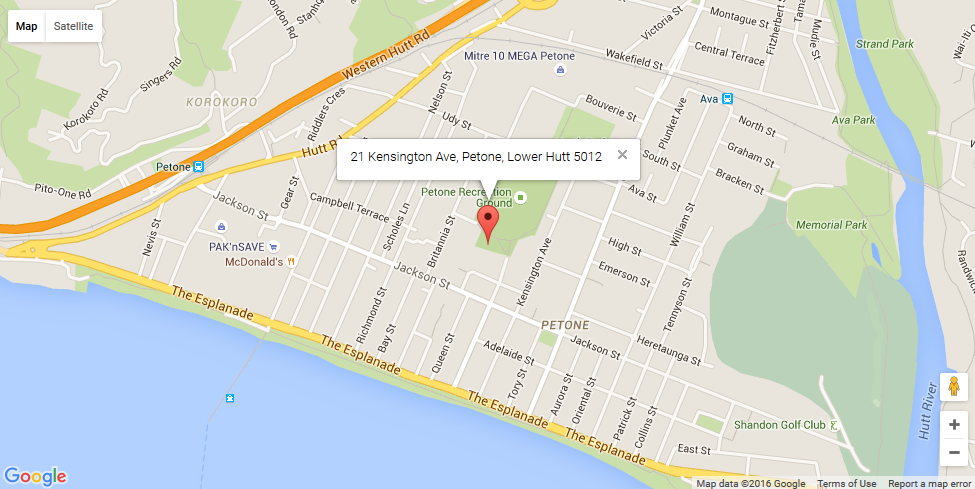 Map
Satellite
Western Hutt Rd
Mitre 10 MEGA Petone
Victoria St
Montague St
Fitzherbert St
Mudie St
Central Terrace
Wakefield St
Strand Park
Singers Rd
KOROKORO
Korokoro Rd
Riddlers Cres
Nelson St
Bouverie St
Plunket Ave
Ava
Ava Park
Udy St
Hutt Rd
North St
South St
Graham St
Bracken St
21 Kensington Ave, Petone, Lower Hutt 5012
Petone
Pito-One Rd
Gear St
Jackson St
Campbell Terrace
Scholes Ln
Petone Recreation
Ground
Ava St
William St
Memorial Park
Nevis St
PAK'nSAVE
McDonald's
Britannia St
Jackson St
Kensington Ave
High St
Emerson St
Tennyson St
The Esplanade
Richmond St
Bay St
The Esplanade
Queen St
PETONE
Adelaide St
Jackson St
Heretaunga St
Tory St
Aurora St
Oriental St
Patrick St
Collins St
The Esplanade
The Esplanade
East St
Shandon Golf Club
Hutt River
Google
Map data ©2016 Google
Terms of Use
Report a map error